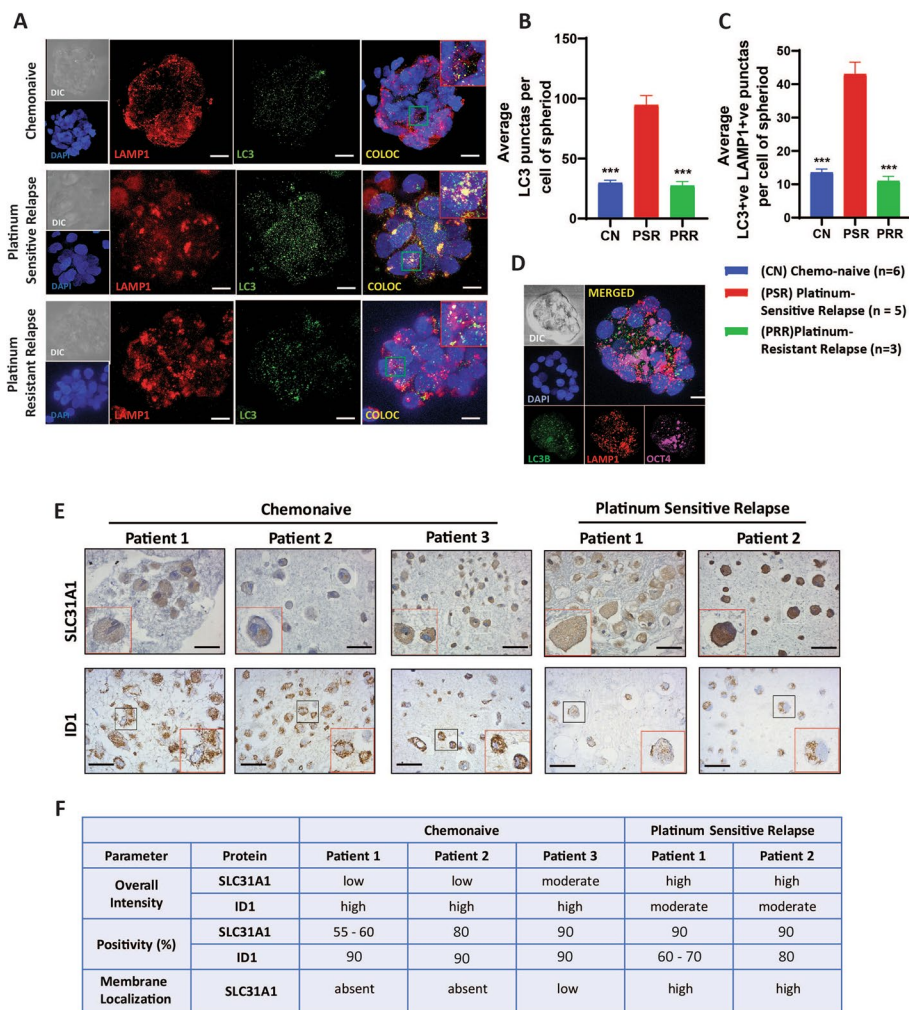 A
Chemonaive
DIC
DAPI
LAMP1
LC3
COLOC
Platinum
Sensitive Relapse
DIC
DAPI
LAMP1
LC3
COLOC
Platinum
Resistant Relapse
DIC
DAPI
LAMP1
LC3
COLOC
B
Average
LC3 punctas per
cell of spheriod
150
100
50
0
***
***
CN PSR PRR
C
Average
LC3+ve LAMP1+ve punctas
per cell of spheriod
50
40
30
20
10
0
***
***
CN PSR PRR
(CN) Chemo-naive (n=6)
(PSR) Platinum-
Sensitive Relapse (n = 5)
(PRR)Platinum-
Resistant Relapse (n=3)
D
MERGED
DIC
DAPI
LC3B
LAMP1
OCT4
E
Chemonaive Platinum Sensitive Relapse
Patient 1 Patient 2 Patient 3 Patient 1 Patient 2
SLC31A1
ID1
F
Chemonaive Platinum Sensitive Relapse
Parameter Protein Patient 1 Patient 2 Patient 3 Patient 1 Patient 2
Overall
Intensity
SLC31A1 low low moderate high high
ID1 high high high moderate moderate
Positivity (%)
SLC31A1 55 - 60 80 90 90 90
ID1 90 90 90 60 - 70 80
Membrane
Localization
SLC31A1 absent absent low high high